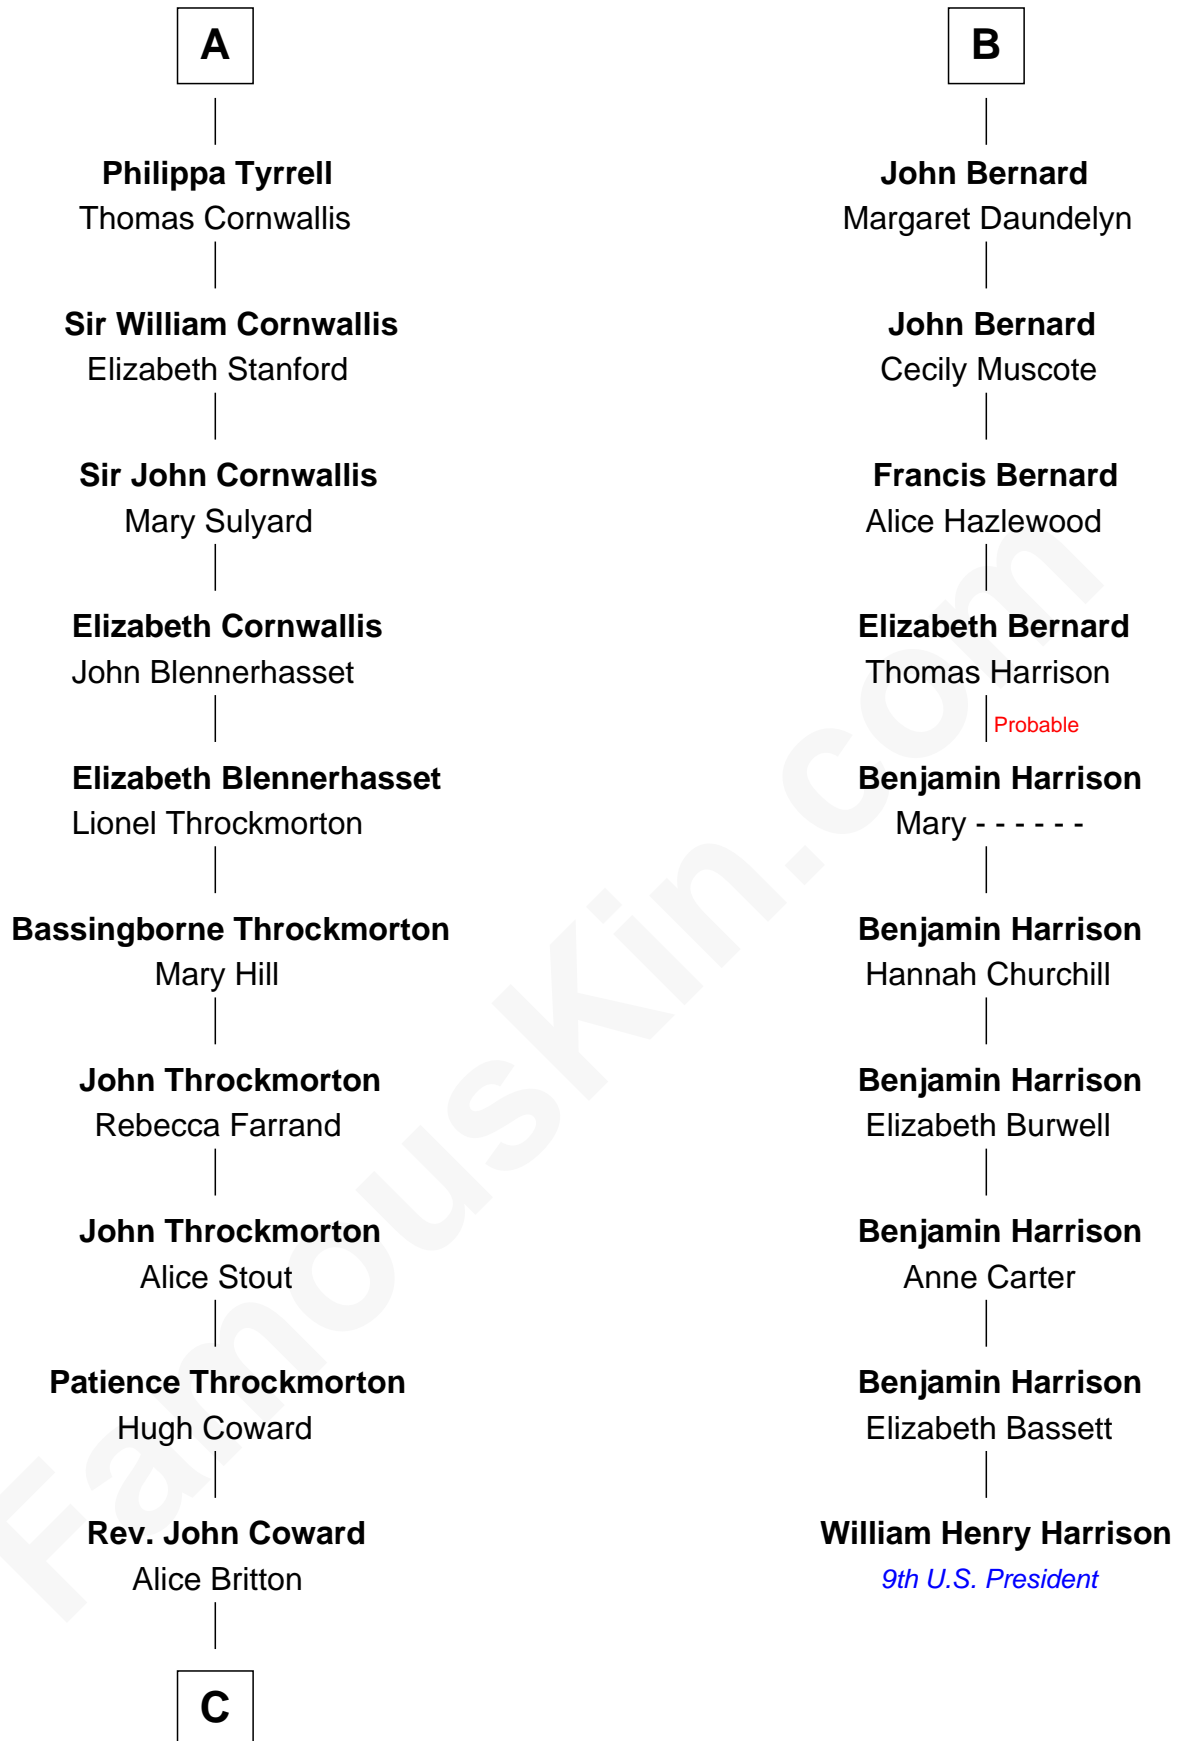 A
Philippa Tyrrell
Thomas Cornwallis
Sir William Cornwallis
Elizabeth Stanford
Sir John Cornwallis
Mary Sulyard
Elizabeth Cornwallis
John Blennerhasset
Elizabeth Blennerhasset
Lionel Throckmorton
Bassingborne Throckmorton
Mary Hill
John Throckmorton
Rebecca Farrand
John Throckmorton
Alice Stout
Patience Throckmorton
Hugh Coward
Rev. John Coward
Alice Britton
C
B
John Bernard
Margaret Daundelyn
John Bernard
Cecily Muscote
Francis Bernard
Alice Hazlewood
Elizabeth Bernard
Thomas Harrison
Probable
Benjamin Harrison
Mary - - - - - -
Benjamin Harrison
Hannah Churchill
Benjamin Harrison
Elizabeth Burwell
Benjamin Harrison
Anne Carter
Benjamin Harrison
Elizabeth Bassett
William Henry Harrison
9th U.S. President
FamousKin.com